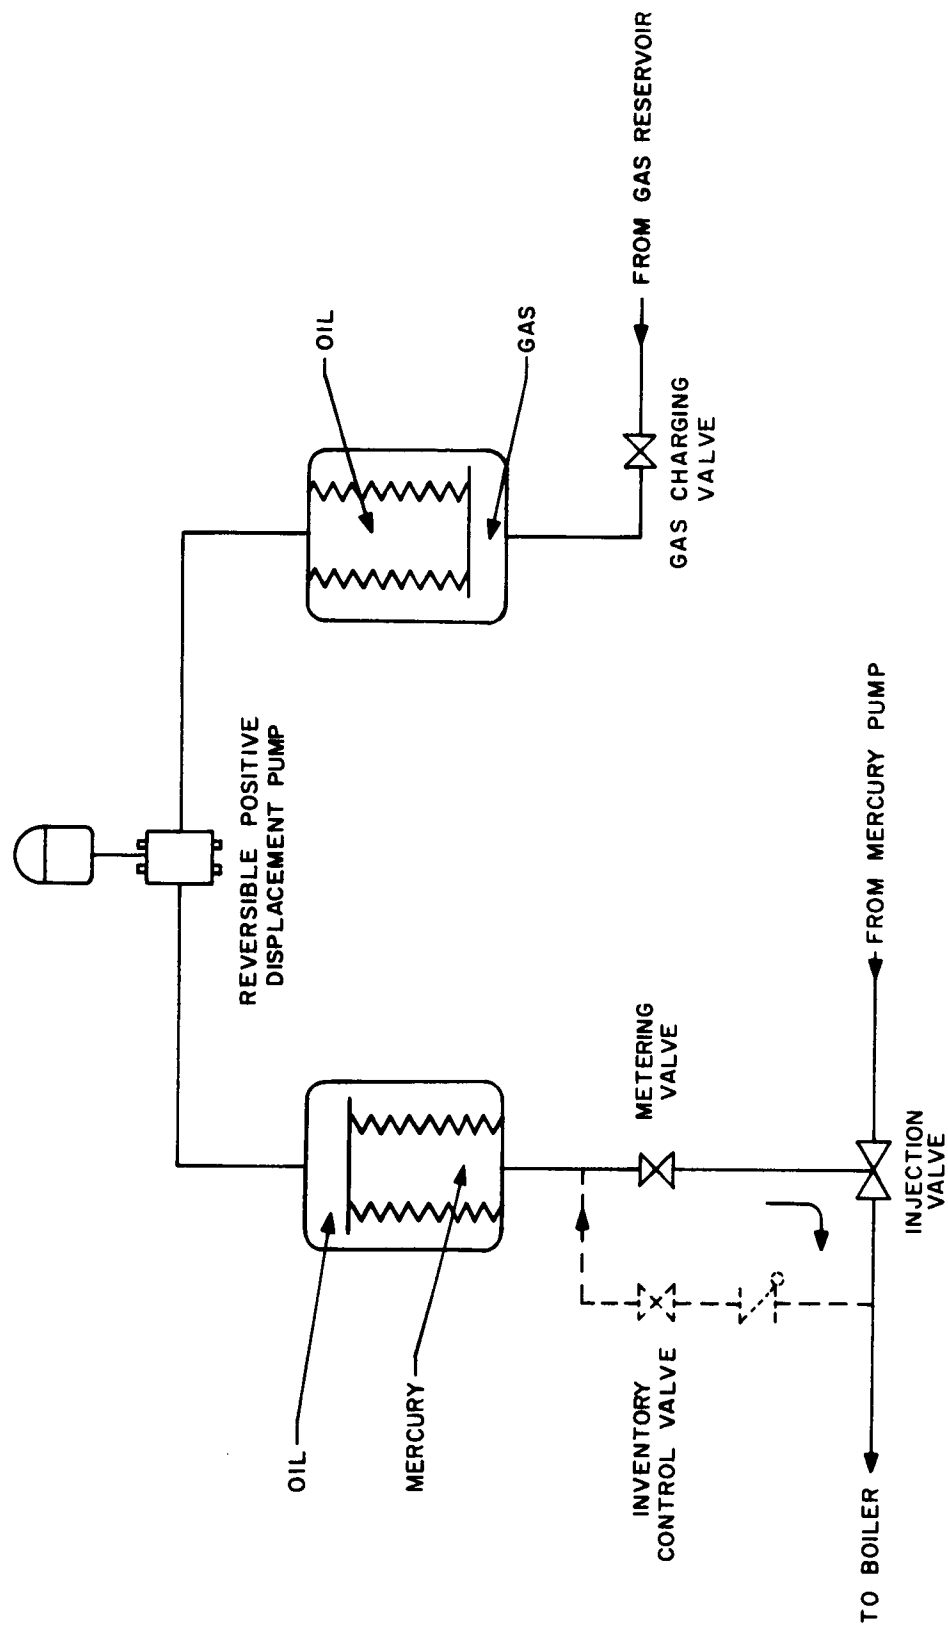 REVERSIBLE POSITIVE
DISPLACEMENT PUMP
OIL
MERCURY
OIL
GAS
INVENTORY
CONTROL VALVE
METERING
VALVE
GAS CHARGING
VALVE
FROM GAS RESERVOIR
TO BOILER
INJECTION
VALVE
FROM MERCURY PUMP